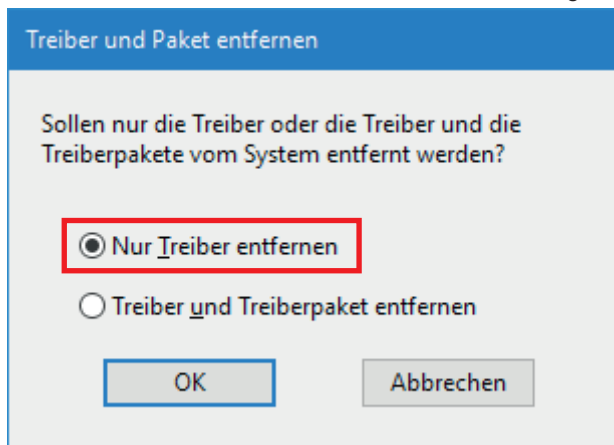 Treiber und Paket entfernen
Sollen nur die Treiber oder die Treiber und die
Treiberpakete vom System entfernt werden?
Nur Treiber entfernen
Treiber und Treiberpaket entfernen
OK
Abbrechen